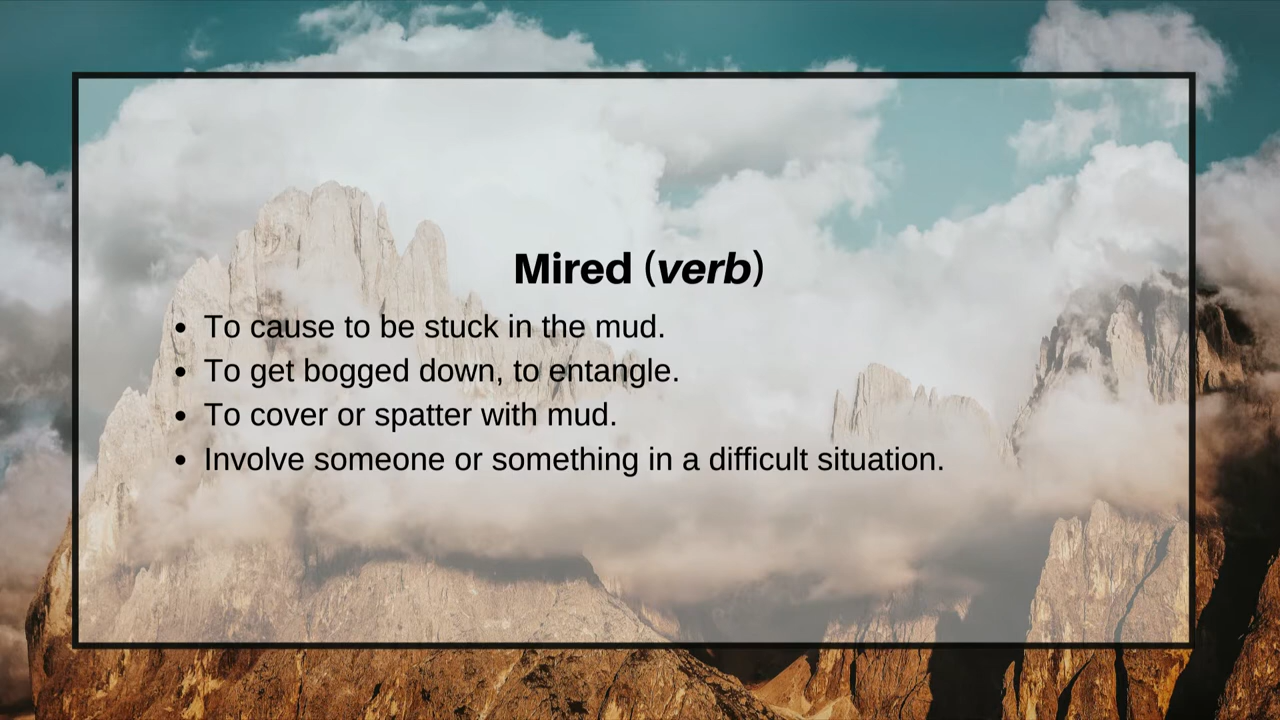 Mired (verb)
• To cause to be stuck in the mud.
• To get bogged down, to entangle.
• To cover or spatter with mud.
• Involve someone or something in a difficult situation.